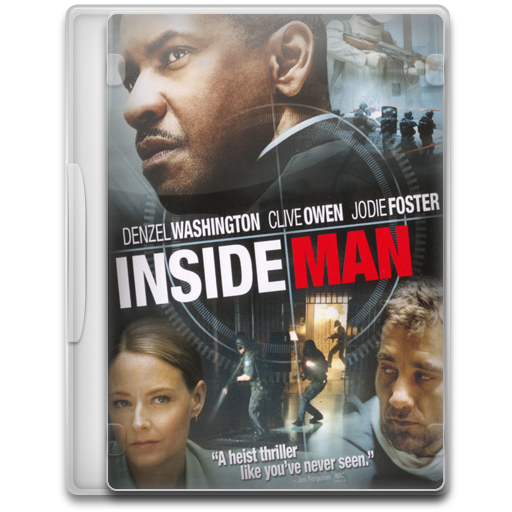 DENZEL WASHINGTON CLIVE OWEN JODIE FOSTER
INSIDE MAN
"A heist thriller
like you've never seen."